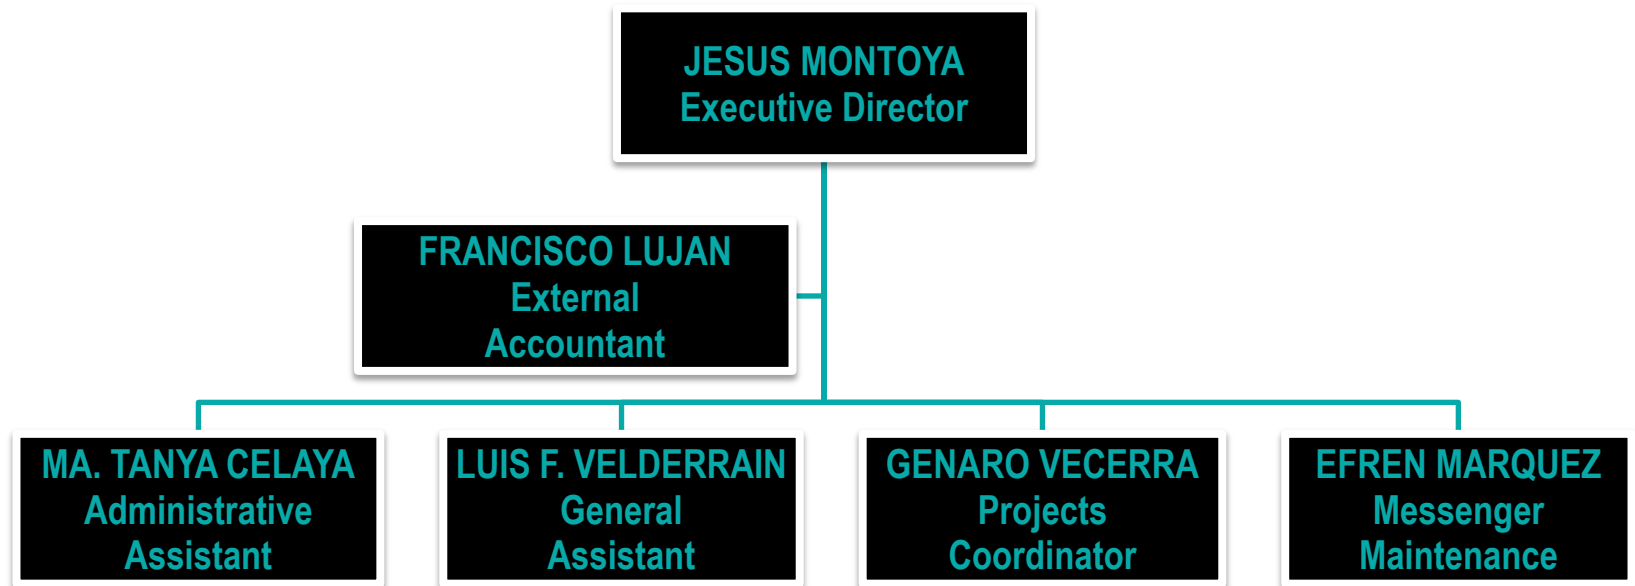 JESUS MONTOYA
Executive Director
FRANCISCO LUJAN
External
Accountant
MA. TANYA CELAYA
Administrative
Assistant
LUIS F. VELDERRAIN
General
Assistant
GENARO VECERRA
Projects
Coordinator
EFREN MARQUEZ
Messenger
Maintenance